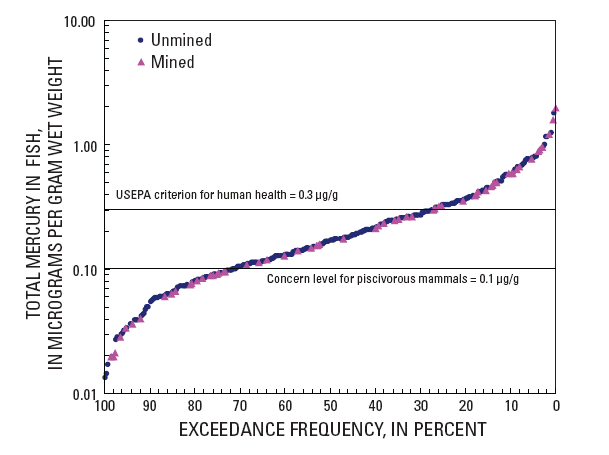 10.00
Unmined
Mined
1.00
USEPA criterion for human health = 0.3 µg/g
0.10
Concern level for piscivorous mammals = 0.1 µg/g
0.01
TOTAL MERCURY IN FISH,
IN MICROGRAMS PER GRAM WET WEIGHT
100 90 80 70 60 50 40 30 20 10 0
EXCEEDANCE FREQUENCY, IN PERCENT